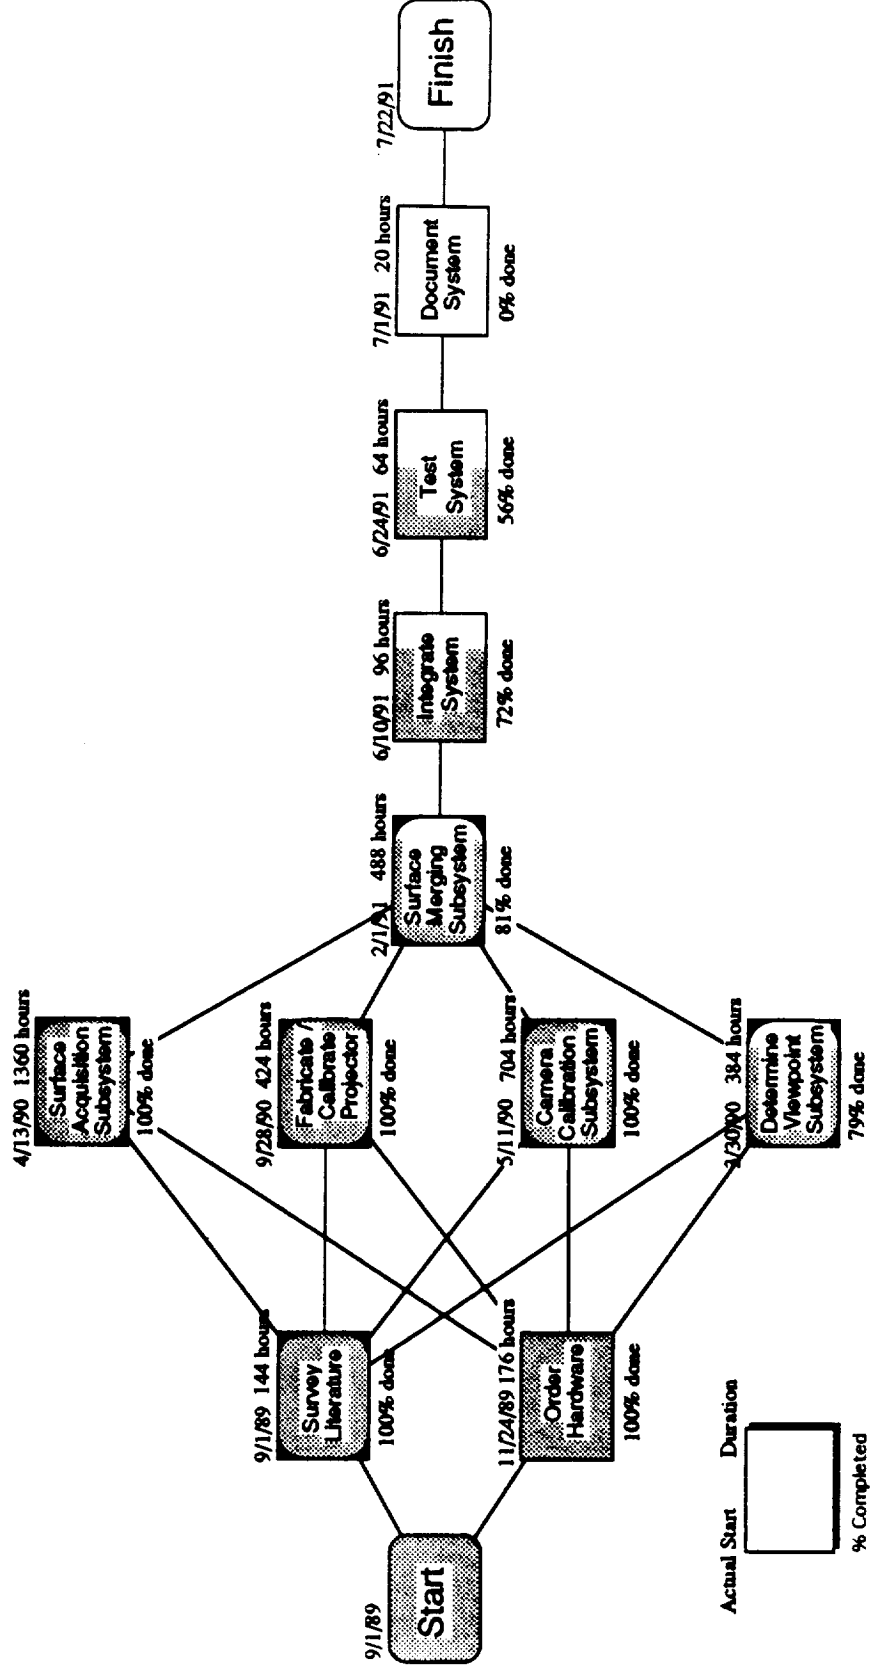 9/1/89
Start
9/1/89 144 hours
Survey
Literature
100% done
11/24/89 176 hours
Order
Hardware
100% done
4/13/90 1360 hours
Surface
Acquisition
Subsystem
100% done
9/28/90 424 hours
Fabricate /
Calibrate
Projector
100% done
5/11/90 704 hours
Camera
Calibration
Subsystem
100% done
/30/90 384 hours
Determine
Viewpoint
Subsystem
79% done
2/1/91 488 hours
Surface
Merging
Subsystem
81% done
6/10/91 96 hours
Integrate
System
72% done
6/24/91 64 hours
Test
System
56% done
7/1/91 20 hours
Document
System
0% done
7/22/91
Finish
Actual Start Duration
% Completed